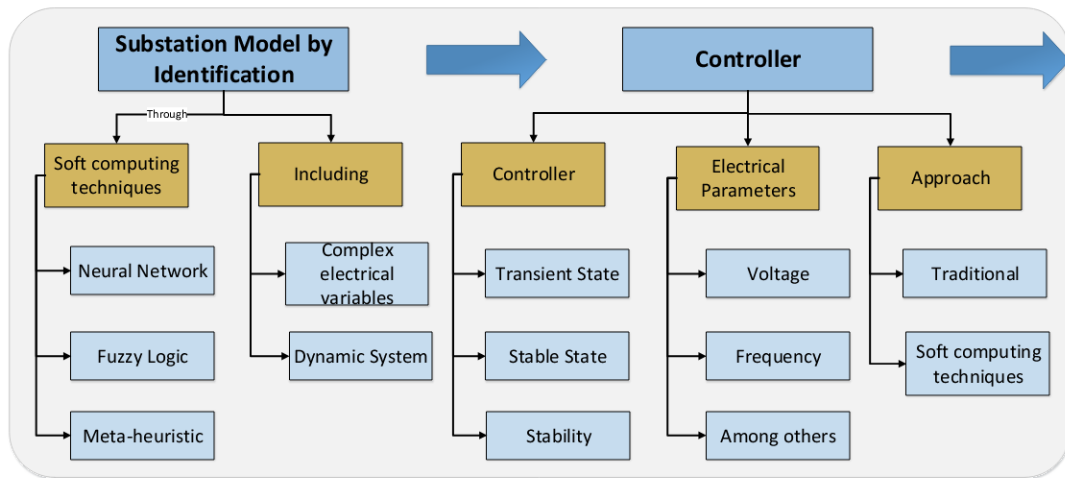 Substation Model by
Identification
Controller
Through
Soft computing
techniques
Including
Controller
Electrical
Parameters
Approach
Neural Network
Complex
electrical
variables
Transient State
Voltage
Traditional
Fuzzy Logic
Dynamic System
Stable State
Frequency
Soft computing
techniques
Meta-heuristic
Stability
Among others